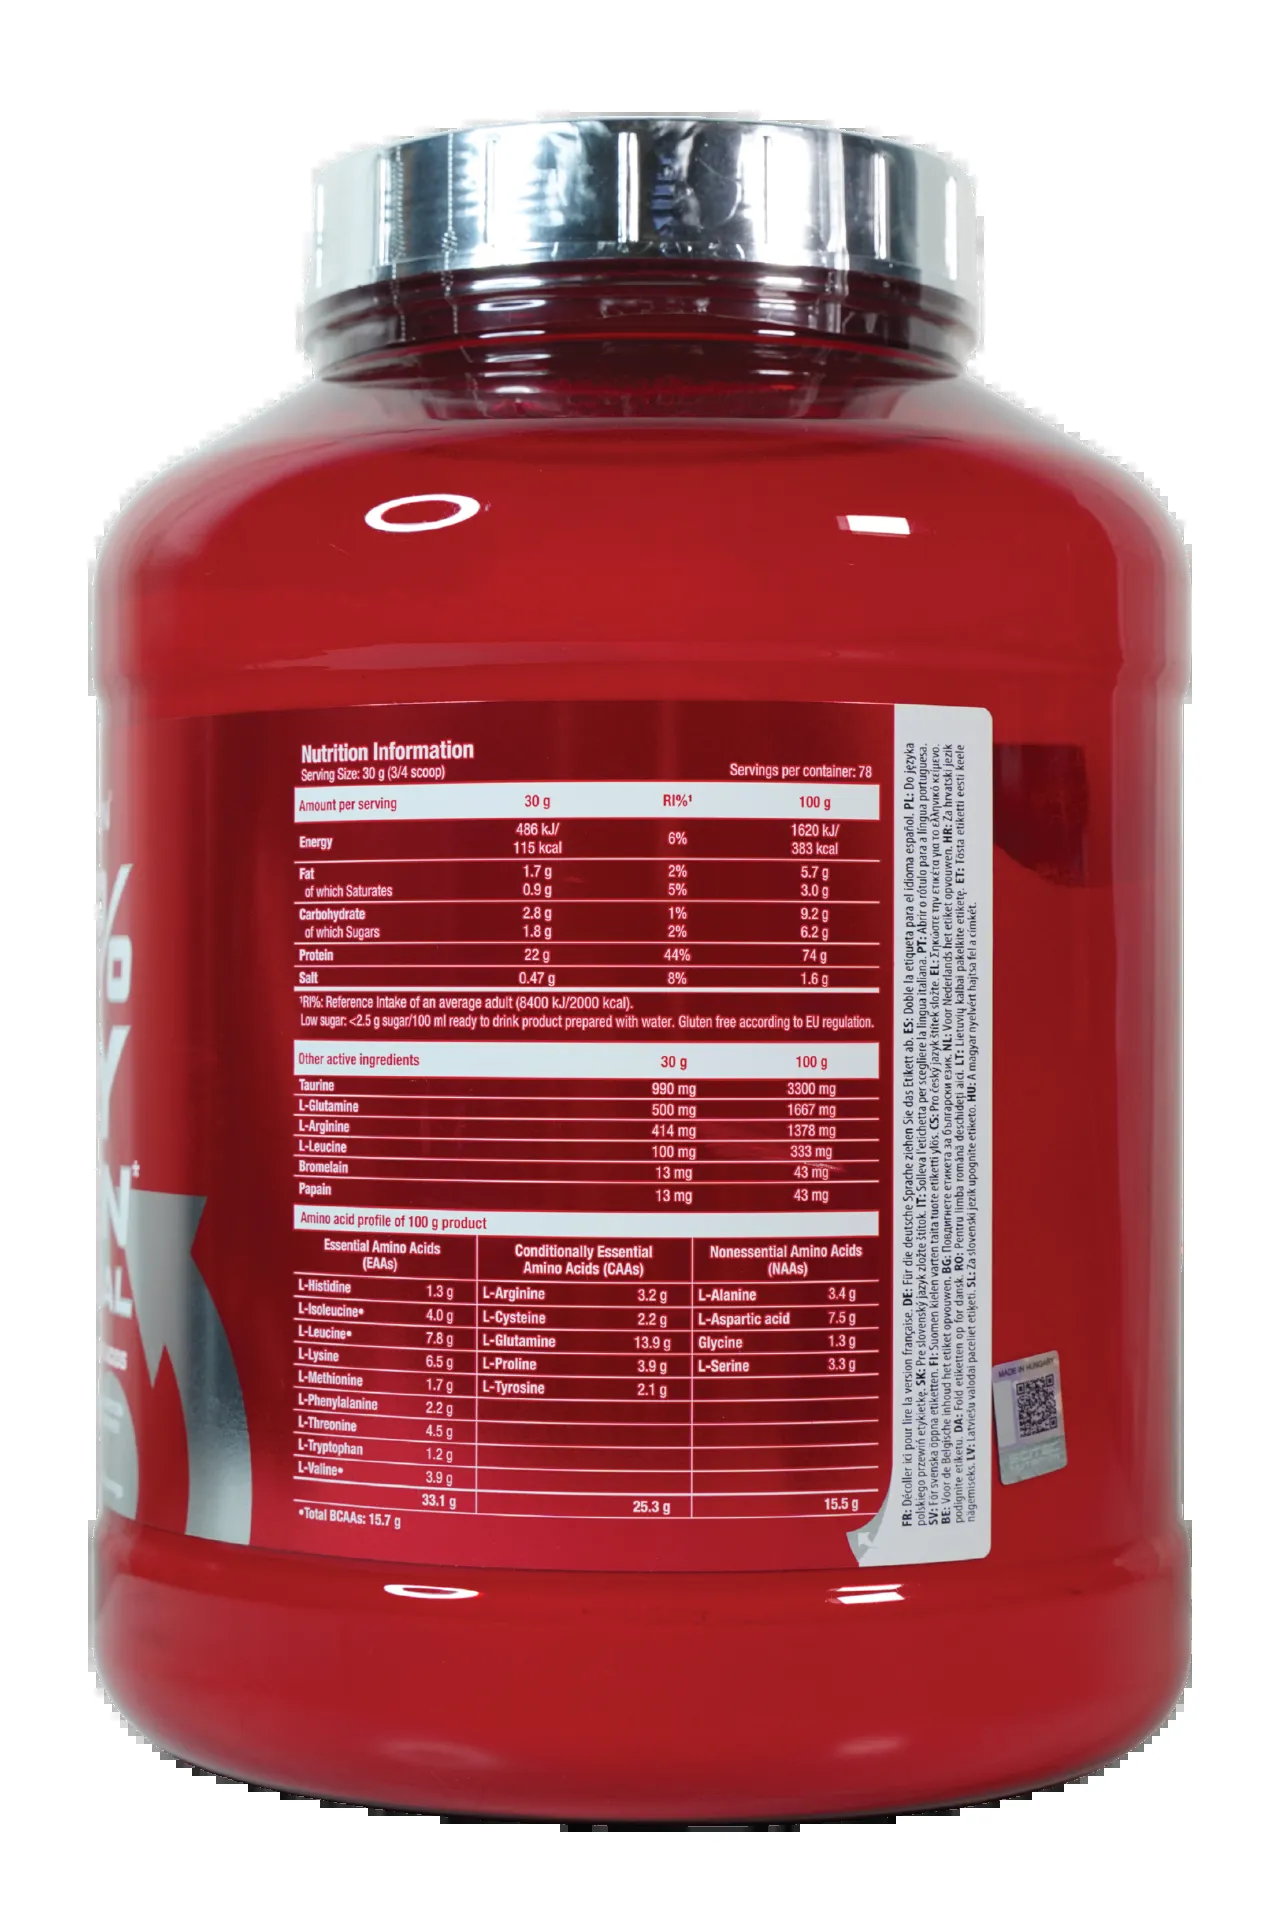 Nutrition Information
Serving Size: 30 g (3/4 scoop)
Servings per container: 78
Amount per serving 30 g RI%¹ 100 g
Energy 486 kJ/ 115 kcal 6% 1620 kJ/ 383 kcal
Fat 1.7 g 2% 5.7 g
of which Saturates 0.9 g 5% 3.0 g
Carbohydrate 2.8 g 1% 9.2 g
of which Sugars 1.8 g 2% 6.2 g
Protein 22 g 44% 74 g
Salt 0.47 g 8% 1.6 g
¹RI%: Reference Intake of an average adult (8400 kJ/2000 kcal).
Low sugar: <2.5 g sugar/100 ml ready to drink product prepared with water. Gluten free according to EU regulation.
Other active ingredients 30 g 100 g
Taurine 990 mg 3300 mg
L-Glutamine 500 mg 1667 mg
L-Arginine 414 mg 1378 mg
L-Leucine 100 mg 333 mg
Bromelain 13 mg 43 mg
Papain 13 mg 43 mg
Amino acid profile of 100 g product
Essential Amino Acids (EAAs) Conditionally Essential Amino Acids (CAAs) Nonessential Amino Acids (NAAs)
L-Histidine 1.3 g L-Arginine 3.2 g L-Alanine 3.4 g
L-Isoleucine• 4.0 g L-Cysteine 2.2 g L-Aspartic acid 7.5 g
L-Leucine• 7.8 g L-Glutamine 13.9 g Glycine 1.3 g
L-Lysine 6.5 g L-Proline 3.9 g L-Serine 3.3 g
L-Methionine 1.7 g L-Tyrosine 2.1 g
L-Phenylalanine 2.2 g
L-Threonine 4.5 g
L-Tryptophan 1.2 g
L-Valine• 3.9 g
33.1 g 25.3 g 15.5 g
•Total BCAAs: 15.7 g
FR: Décoller ici pour lire la version française. DE: Für die deutsche Sprache ziehen Sie das Etikett ab. ES: Doble la etiqueta para el idioma español. PL: Do języka
polskiego przewiń etykietkę. SK: Pre slovenský jazyk zložte štítok. IT: Solleva l'etichetta per scegliere la lingua italiana. PT: Abrir o rótulo para a língua portuguesa.
SV: För svenska öppna etiketten. FI: Suomen kielen varten taita tuote etiketti ylös. CS: Pro český jazyk štítek složte. EL: Σηκώστε την ετικέτα για το ελληνικό κείμενο.
BE: Voor de Belgische inhoud het etiket opvouwen. BG: Повдигнете етикета за български език. NL: Voor Nederlands het etiket opvouwen. HR: Za hrvatski jezik
podignite etiketu. DA: Fold etiketten op for dansk. RO: Pentru limba română deschideți aici. LT: Lietuvių kalbai pakelkite etiketę. ET: Tõsta etiketti eesti keele
nägemiseks. LV: Latviešu valodai paceliet etiķeti. SL: Za slovenski jezik upognite etiketo. HU: A magyar nyelvért hajtsa fel a címkét.
MADE IN HUNGARY